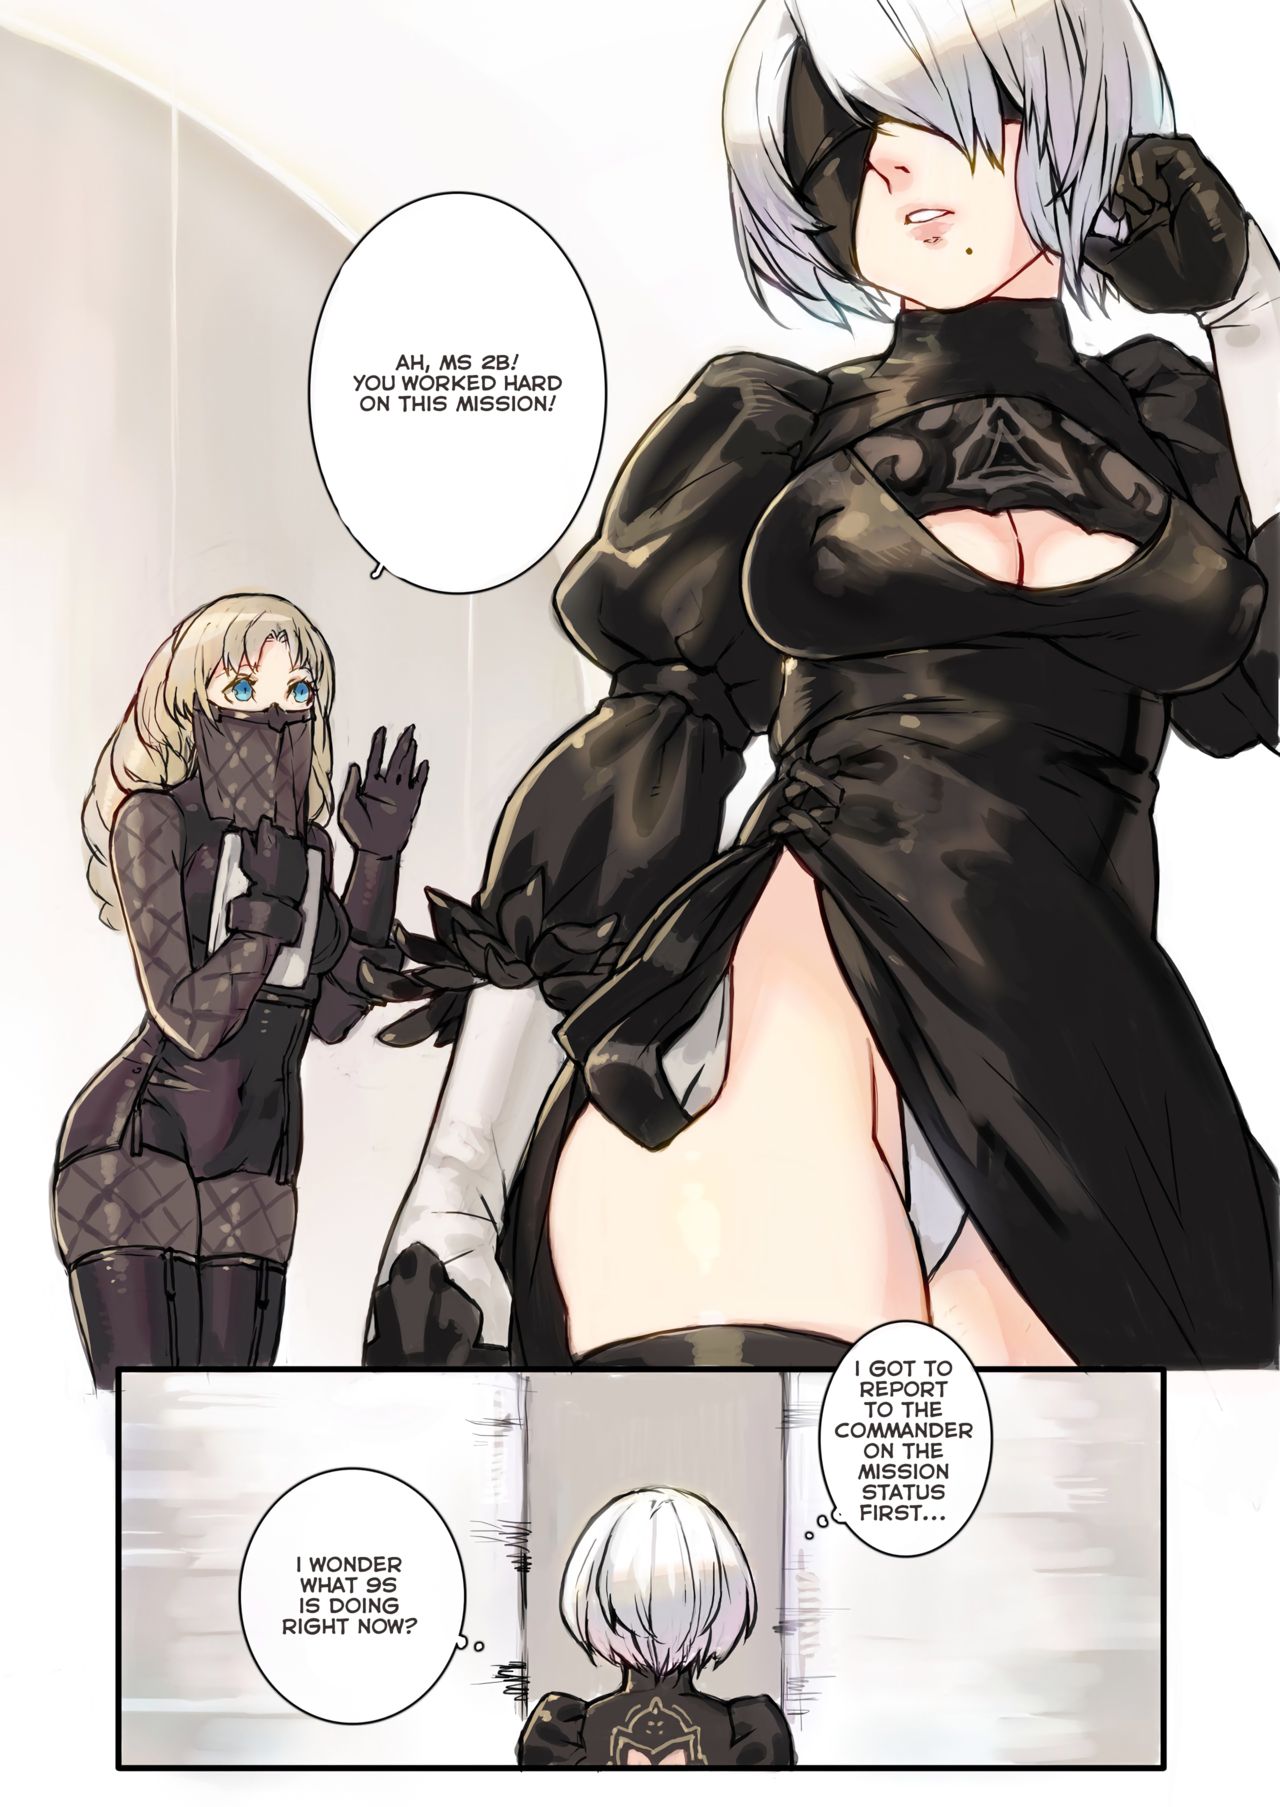 AH, MS 2B!
YOU WORKED HARD
ON THIS MISSION!
I GOT TO
REPORT
TO THE
COMMANDER
ON THE
MISSION
STATUS
FIRST...
I WONDER
WHAT 9S
IS DOING
RIGHT NOW?